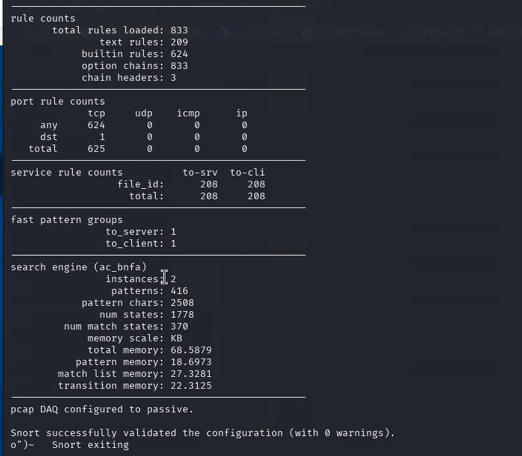 rule counts
total rules loaded: 833
text rules: 209
builtin rules: 624
option chains: 833
chain headers: 3
port rule counts
tcp udp icmp ip
any 624 0 0 0
dst 1 0 0 0
total 625 0 0 0
service rule counts to-srv to-cli
file_id: 208 208
total: 208 208
fast pattern groups
to_server: 1
to_client: 1
search engine (ac_bnfa)
instances: 2
patterns: 416
pattern chars: 2508
num states: 1778
num match states: 370
memory scale: KB
total memory: 68.5879
pattern memory: 18.6973
match list memory: 27.3281
transition memory: 22.3125
pcap DAQ configured to passive.
Snort successfully validated the configuration (with 0 warnings).
o")~ Snort exiting